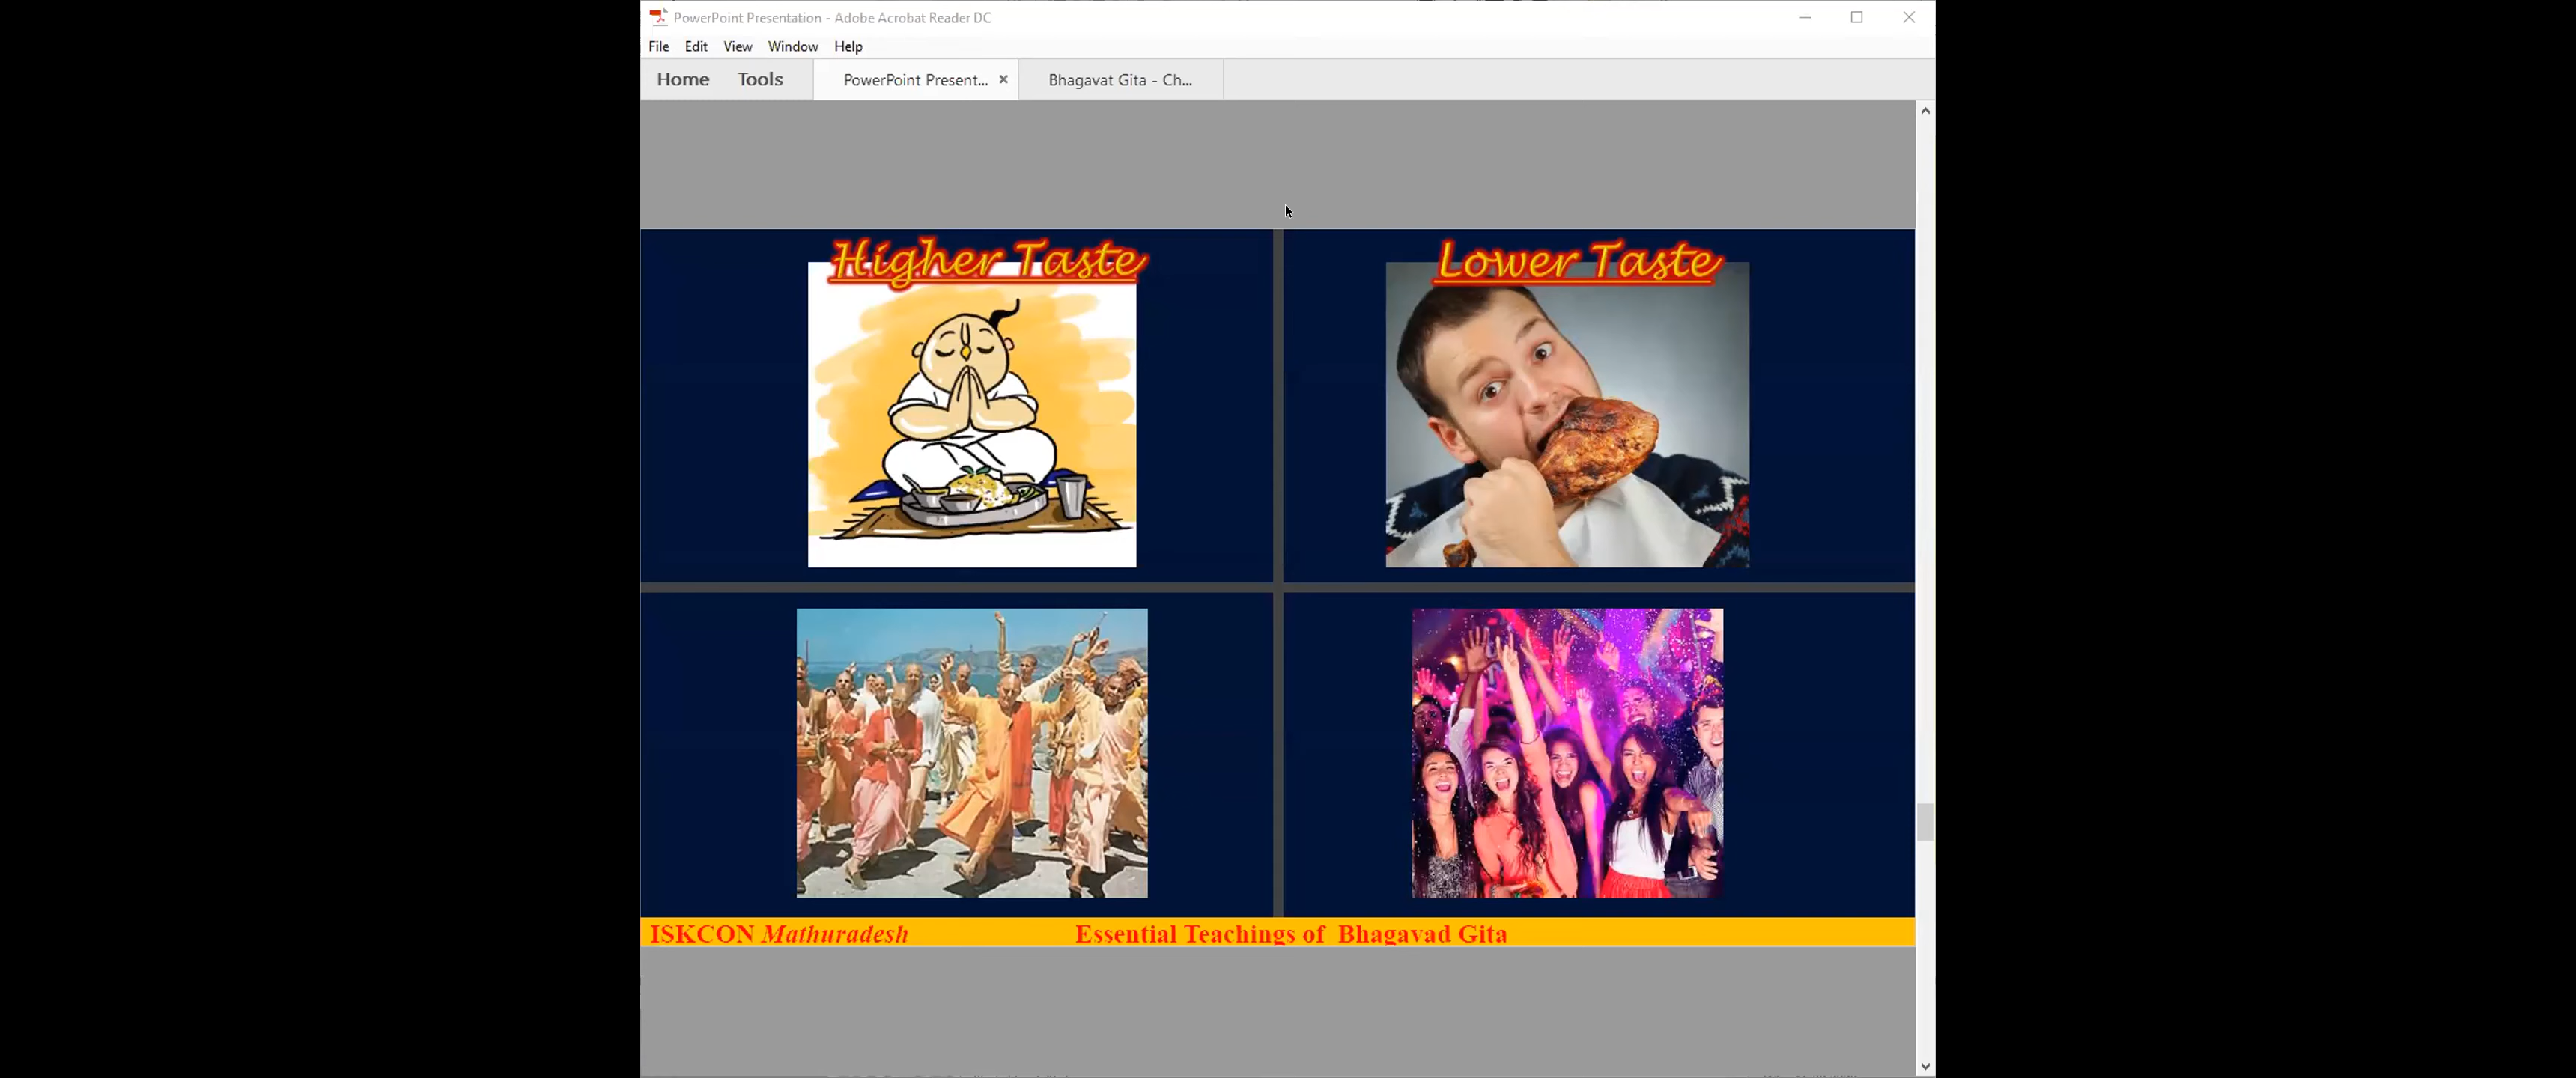 PowerPoint Presentation - Adobe Acrobat Reader DC
File Edit View Window Help
Home Tools PowerPoint Present... × Bhagavat Gita - Ch...
Higher Taste
Lower Taste
ISKCON Mathuradesh Essential Teachings of Bhagavad Gita